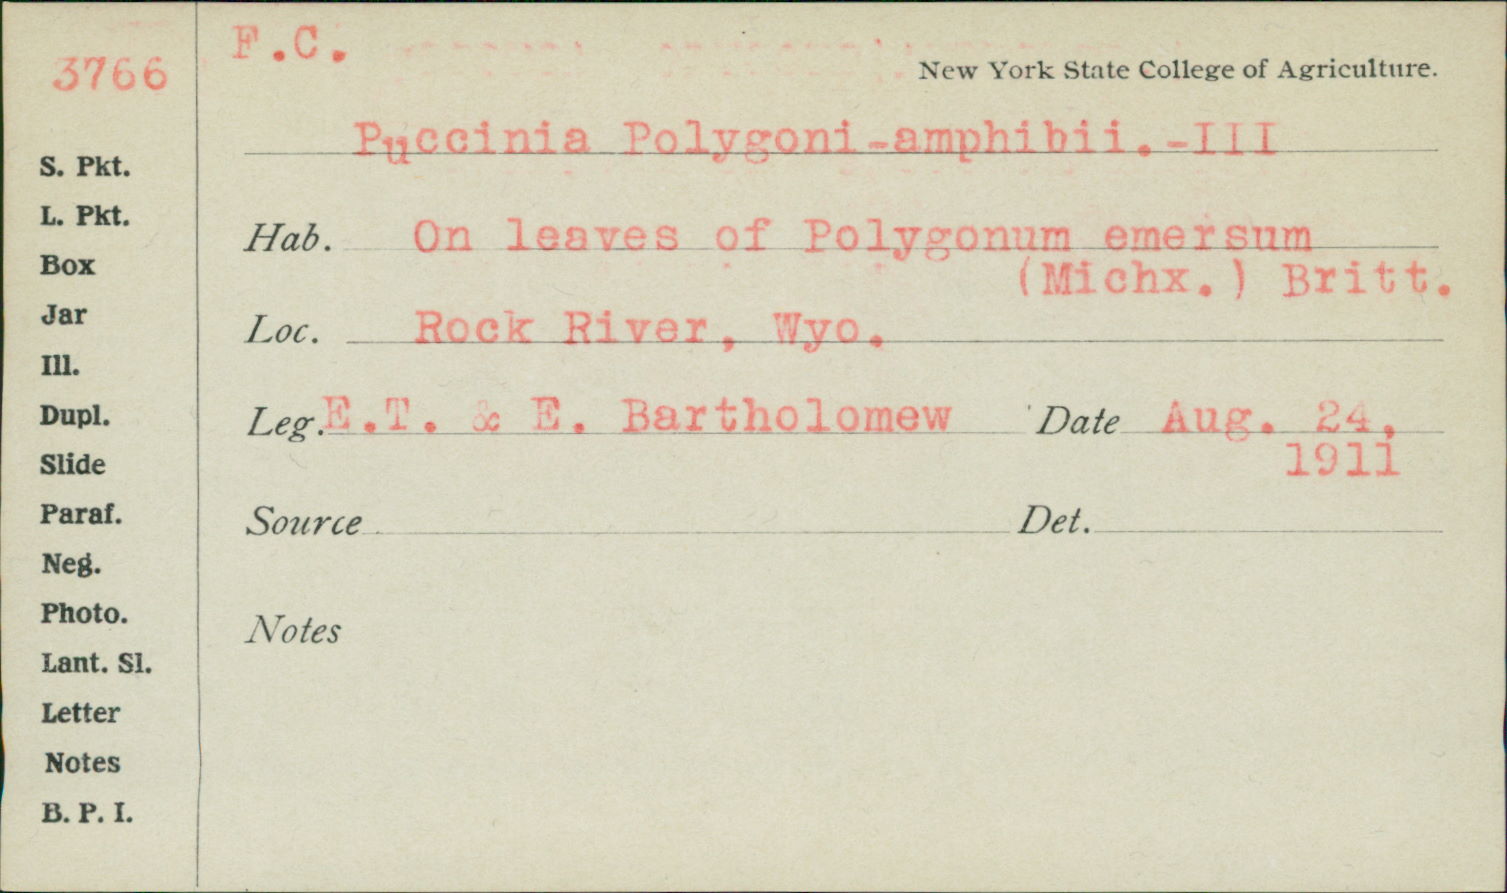 3766
F.C.
New York State College of Agriculture.
Puccinia Polygoni-amphibii.-III
S. Pkt.
L. Pkt.
Box
Jar
Ill.
Dupl.
Slide
Paraf.
Neg.
Photo.
Lant. Sl.
Letter
Notes
B. P. I.
Hab. On leaves of Polygonum emersum
(Michx.) Britt.
Loc. Rock River, Wyo.
Leg. E.T. & E. Bartholomew Date Aug. 24,
1911
Source Det.
Notes